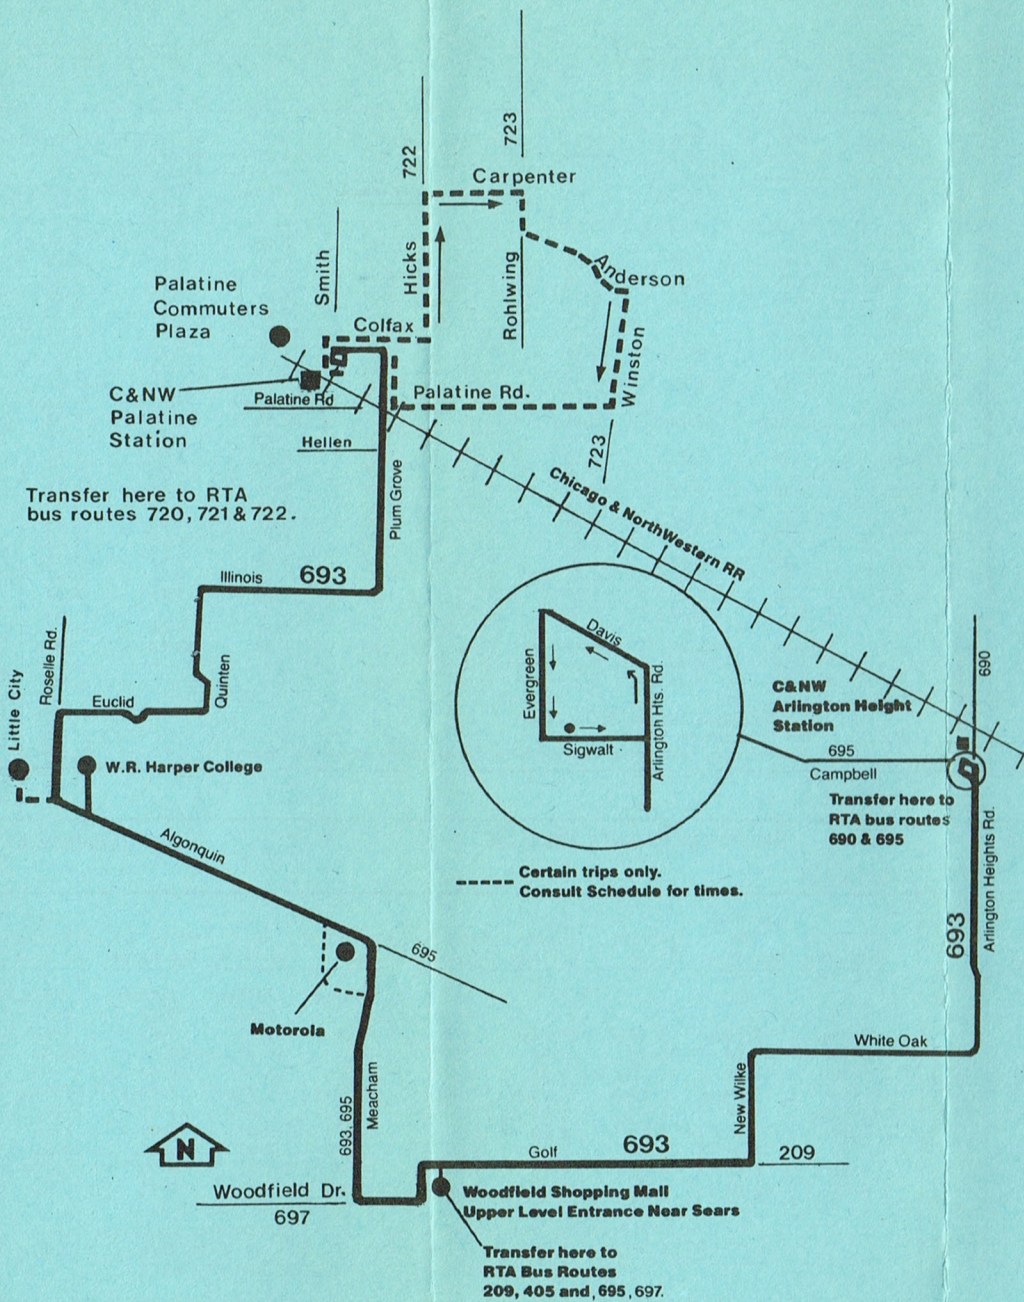 723
722
Carpenter
Smith
Hicks
Rohlwing
Anderson
Palatine
Commuters
Plaza
Colfax
Winston
C&NW
Palatine
Station
Palatine Rd
Palatine Rd.
Hellen
723
Chicago & NorthWestern RR
Transfer here to RTA
bus routes 720, 721 & 722.
Plum Grove
Illinois
693
Roselle Rd.
Quinten
Euclid
Little City
W.R. Harper College
Algonquin
Davis
Evergreen
Arlington Hts. Rd.
Sigwalt
690
C&NW
Arlington Height
Station
695
Campbell
Transfer here to
RTA bus routes
690 & 695
Arlington Heights Rd.
693
Certain trips only.
Consult Schedule for times.
695
Motorola
White Oak
Meacham
693, 695
New Wilke
N
Golf
693
209
Woodfield Dr.
697
Woodfield Shopping Mall
Upper Level Entrance Near Sears
Transfer here to
RTA Bus Routes
209, 405 and, 695, 697.